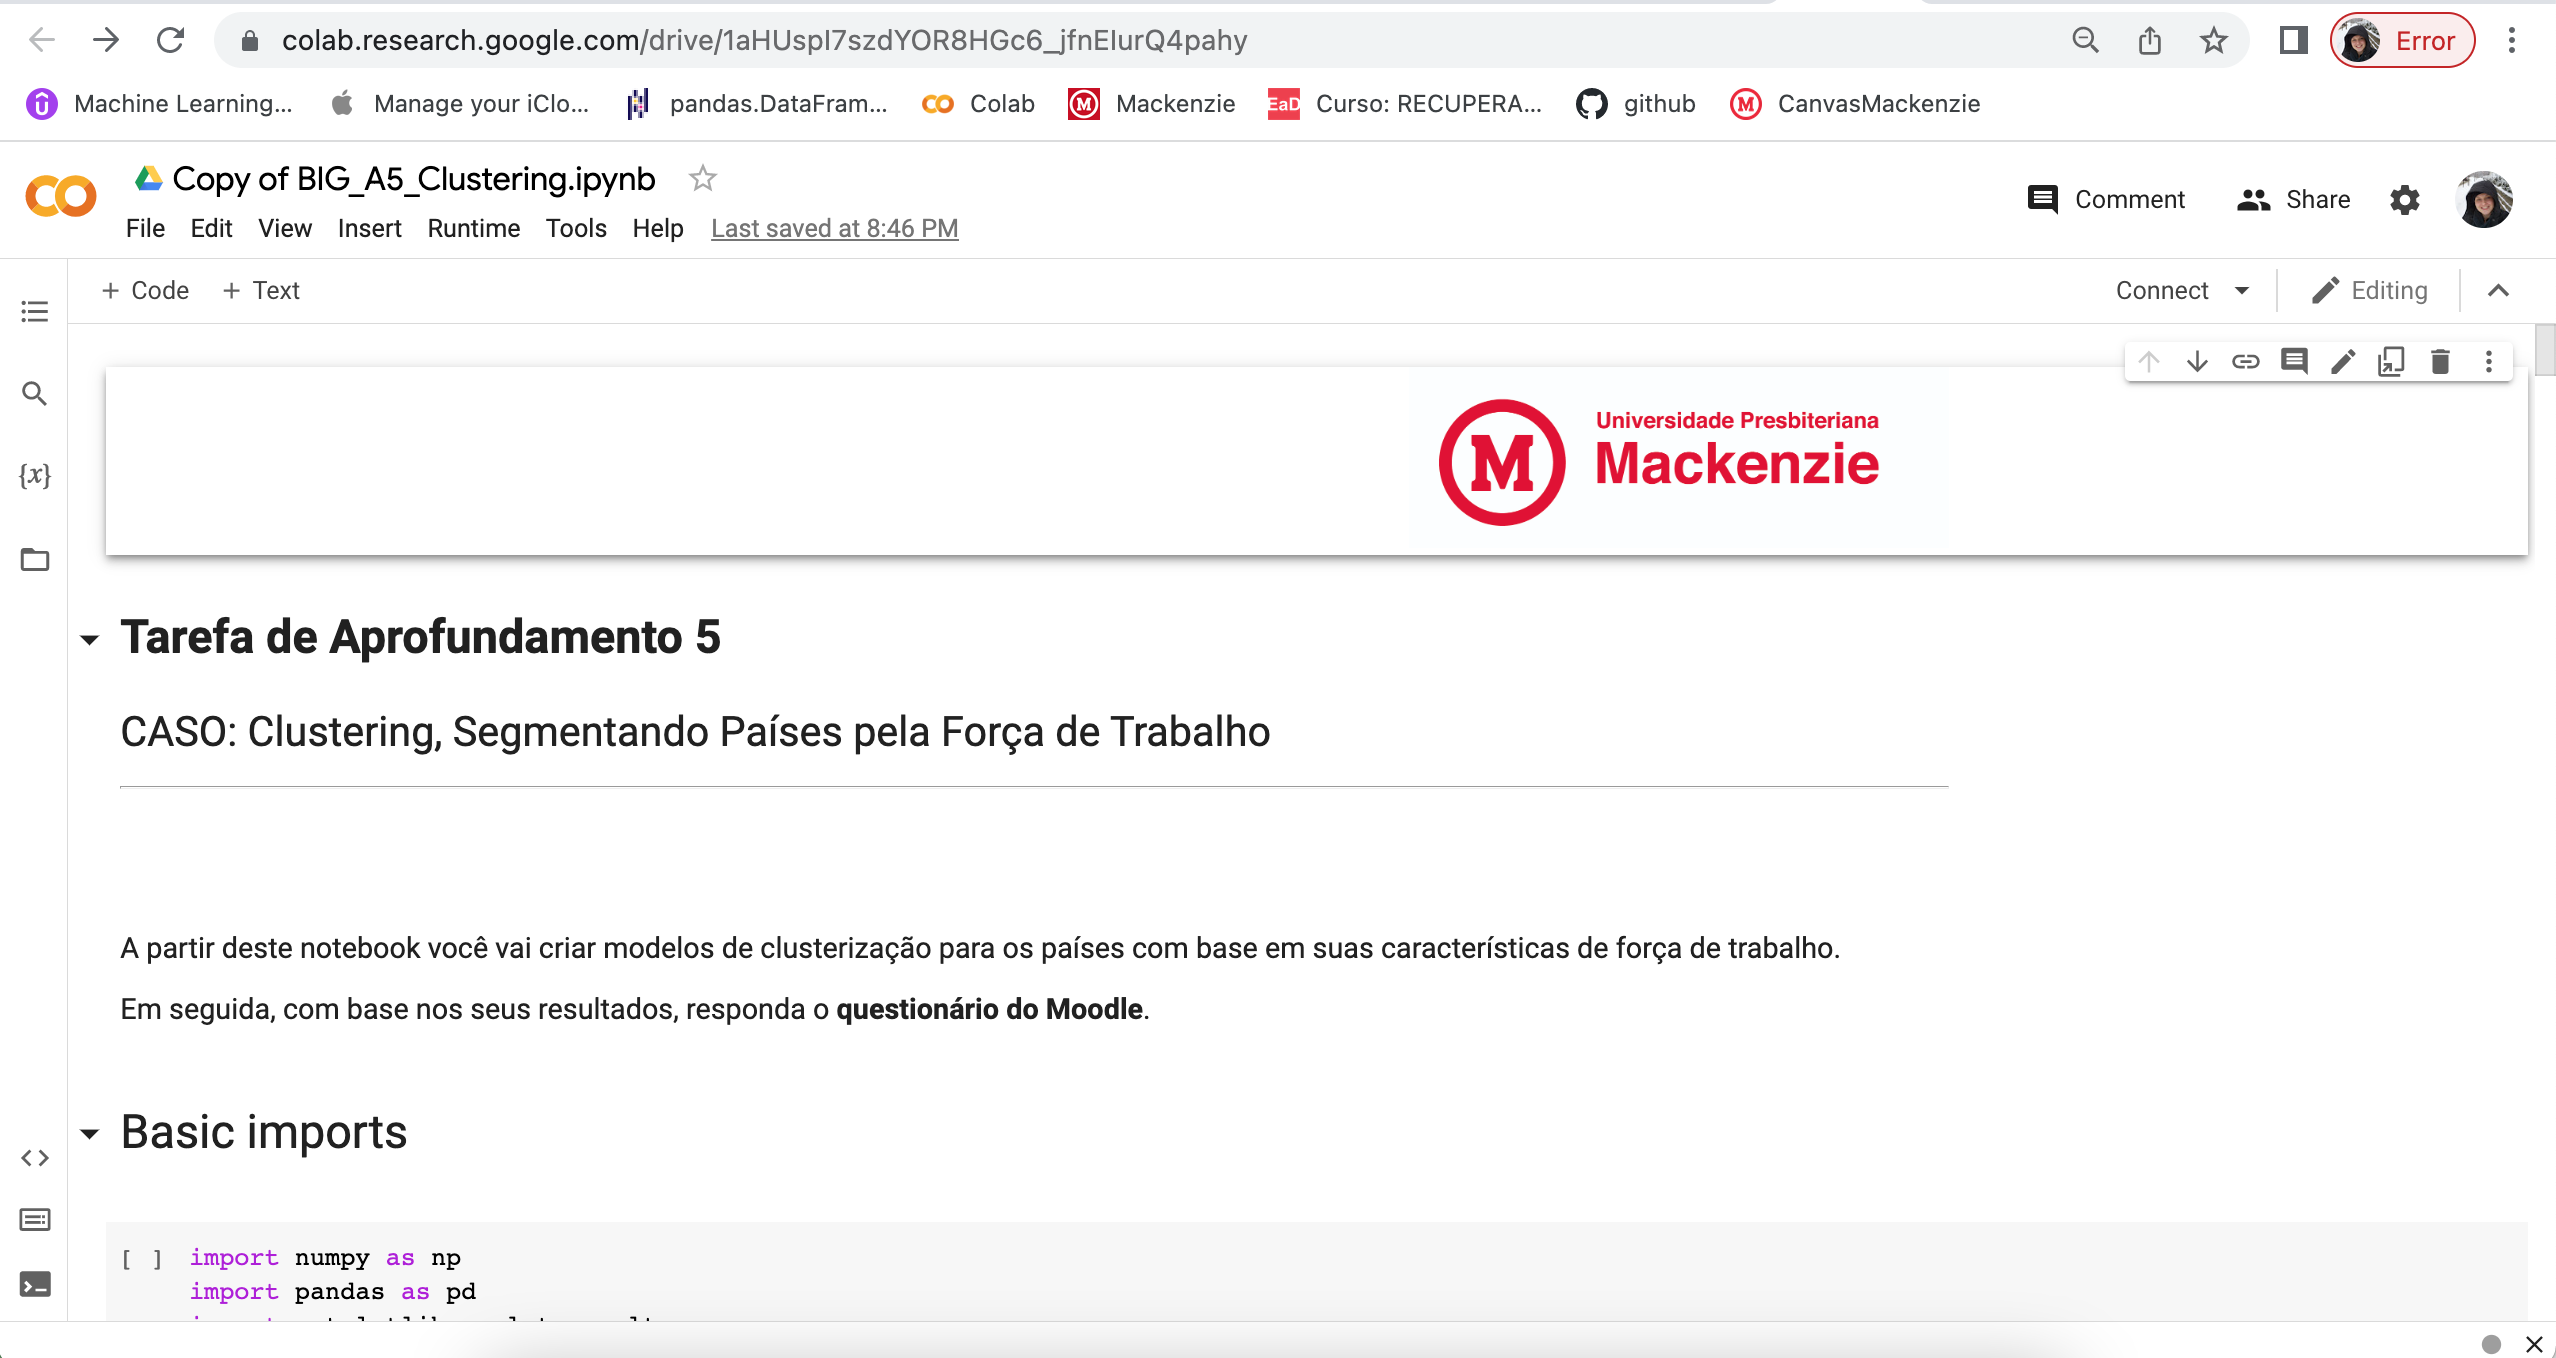 colab.research.google.com/drive/1aHUspI7szdYOR8HGc6_jfnEIurQ4pahy
Error
Machine Learning...
Manage your iClo...
pandas.DataFram...
Colab
Mackenzie
EaD
Curso: RECUPERA...
github
CanvasMackenzie
Copy of BIG_A5_Clustering.ipynb
Comment
Share
File Edit View Insert Runtime Tools Help Last saved at 8:46 PM
+ Code + Text
Connect
Editing
{x}
M
Universidade Presbiteriana
Mackenzie
Tarefa de Aprofundamento 5
CASO: Clustering, Segmentando Países pela Força de Trabalho
A partir deste notebook você vai criar modelos de clusterização para os países com base em suas características de força de trabalho.
Em seguida, com base nos seus resultados, responda o questionário do Moodle.
Basic imports
[ ] import numpy as np
import pandas as pd